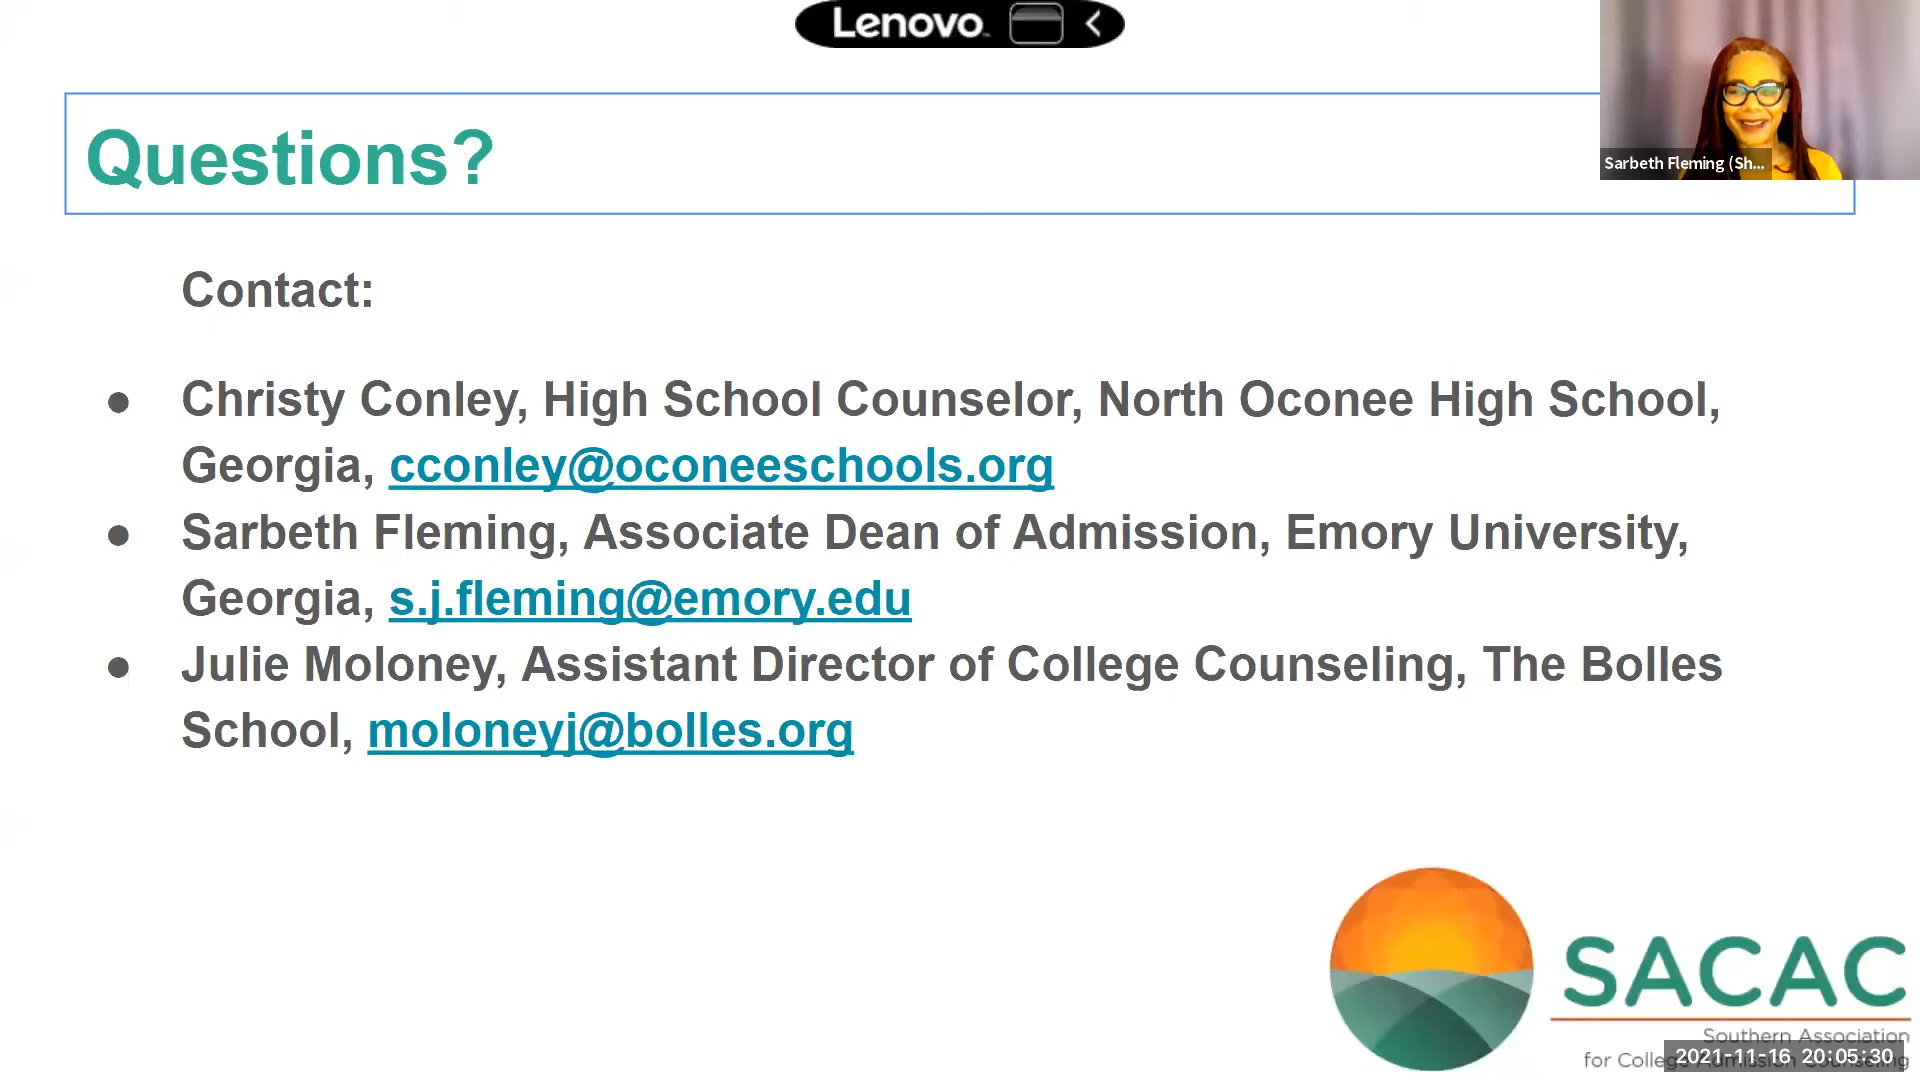 Lenovo
Sarbeth Fleming (Sh...
Questions?
Contact:
● Christy Conley, High School Counselor, North Oconee High School,
Georgia, cconley@oconeeschools.org
● Sarbeth Fleming, Associate Dean of Admission, Emory University,
Georgia, s.j.fleming@emory.edu
● Julie Moloney, Assistant Director of College Counseling, The Bolles
School, moloneyj@bolles.org
SACAC
Southern Association
for College Admission Counseling
2021-11-16 20:05:30